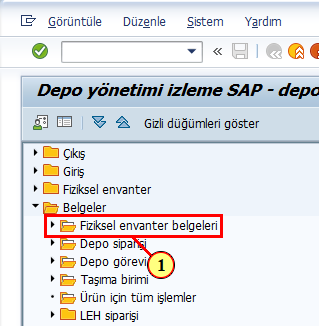 Görüntüle Düzenle Sistem Yardım
Depo yönetimi izleme SAP - depo
Gizli düğümleri göster
Çıkış
Giriş
Fiziksel envanter
Belgeler
Fiziksel envanter belgeleri
Depo siparişi
Depo görevi
1
Taşıma birimi
Ürün için tüm işlemler
LEH siparişi